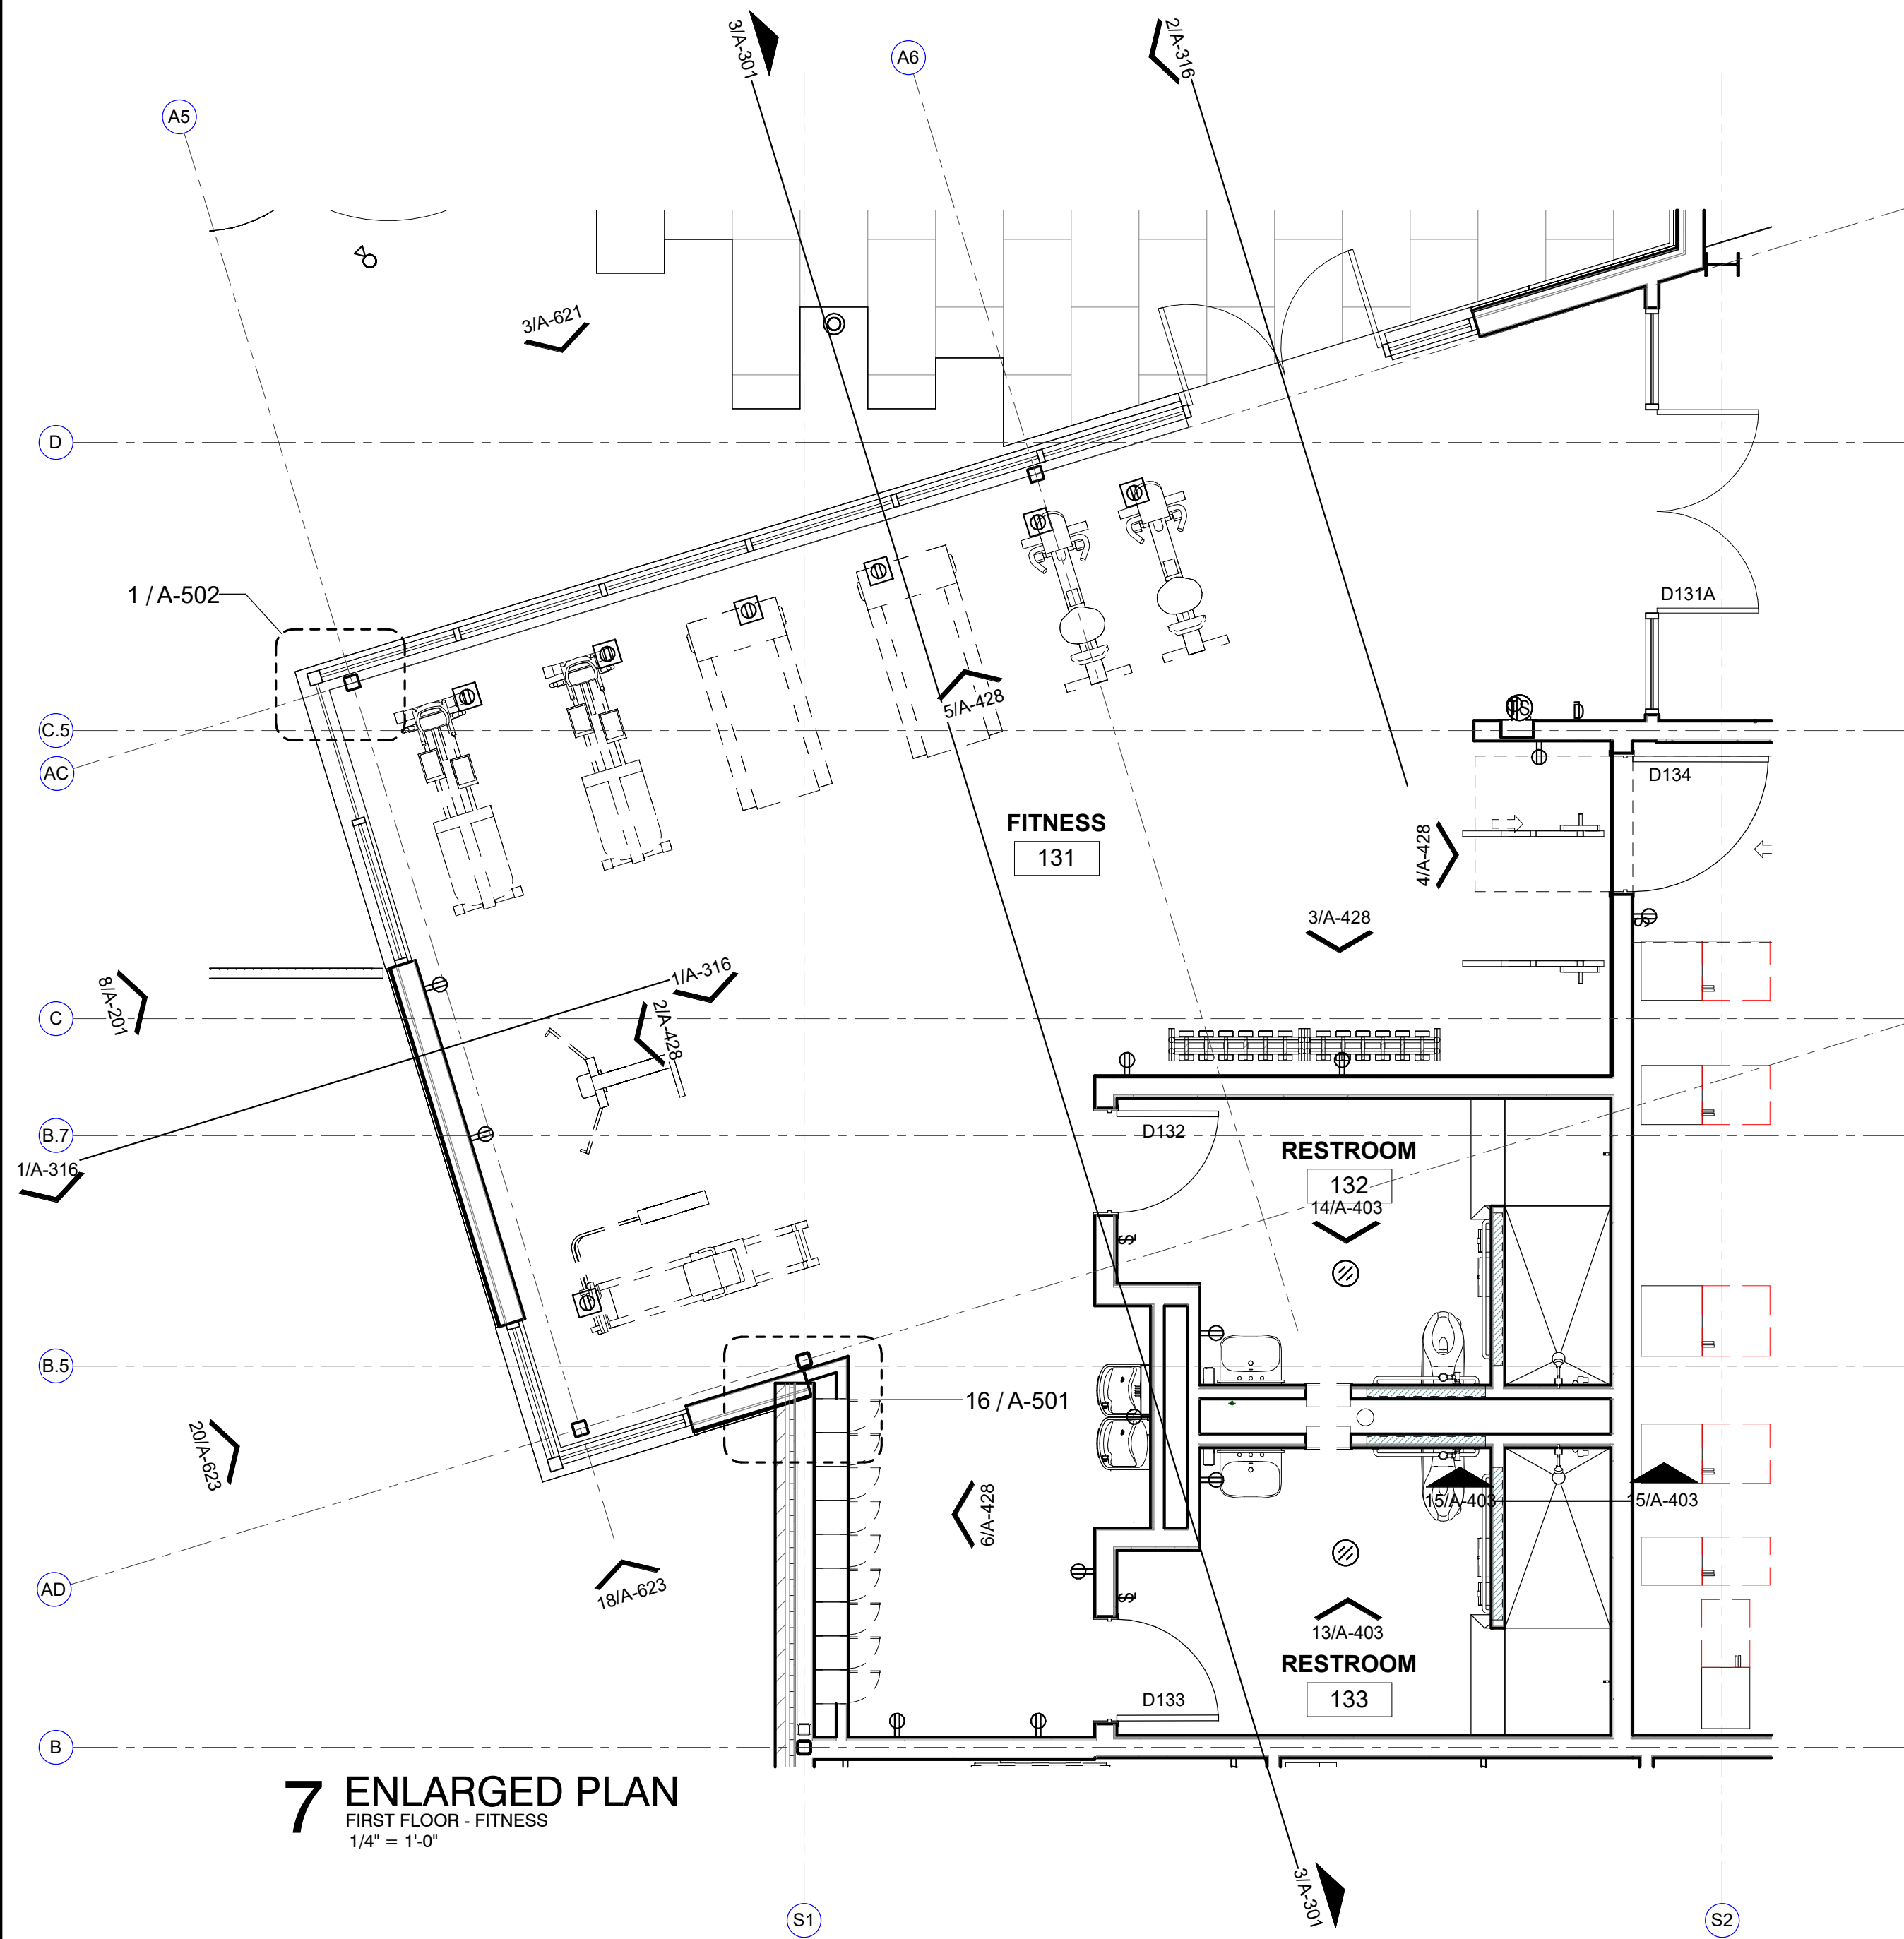 3/A-301
2/A-316
A6
A5
3/A-621
D
1 / A-502
D131A
5/A-428
C.5
AC
D134
FITNESS
131
4/A-428
3/A-428
1/A-316
8/A-201
2/A-428
C
B.7
D132
RESTROOM
132
14/A-403
1/A-316
B.5
16 / A-501
20/A-623
6/A-428
15/A-403
15/A-403
AD
18/A-623
13/A-403
RESTROOM
133
D133
B
7 ENLARGED PLAN
FIRST FLOOR - FITNESS
1/4" = 1'-0"
3/A-301
S1
S2